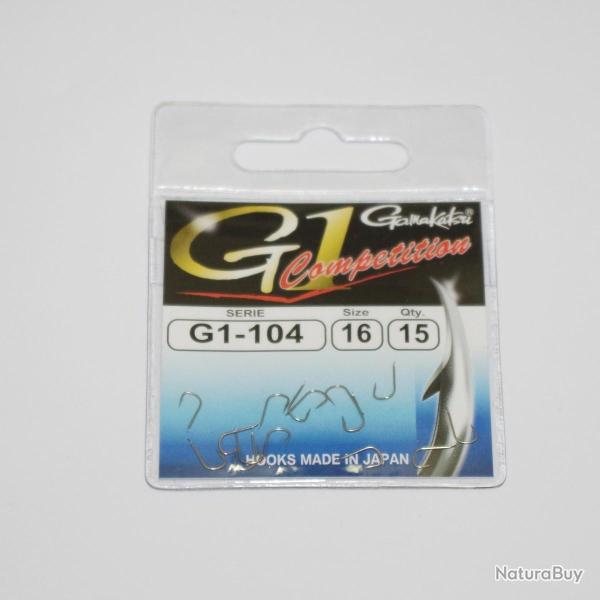 G1 Gamakatsu®
Competition
SERIE Size Qty.
G1-104 16 15
HOOKS MADE IN JAPAN
NaturaBuy